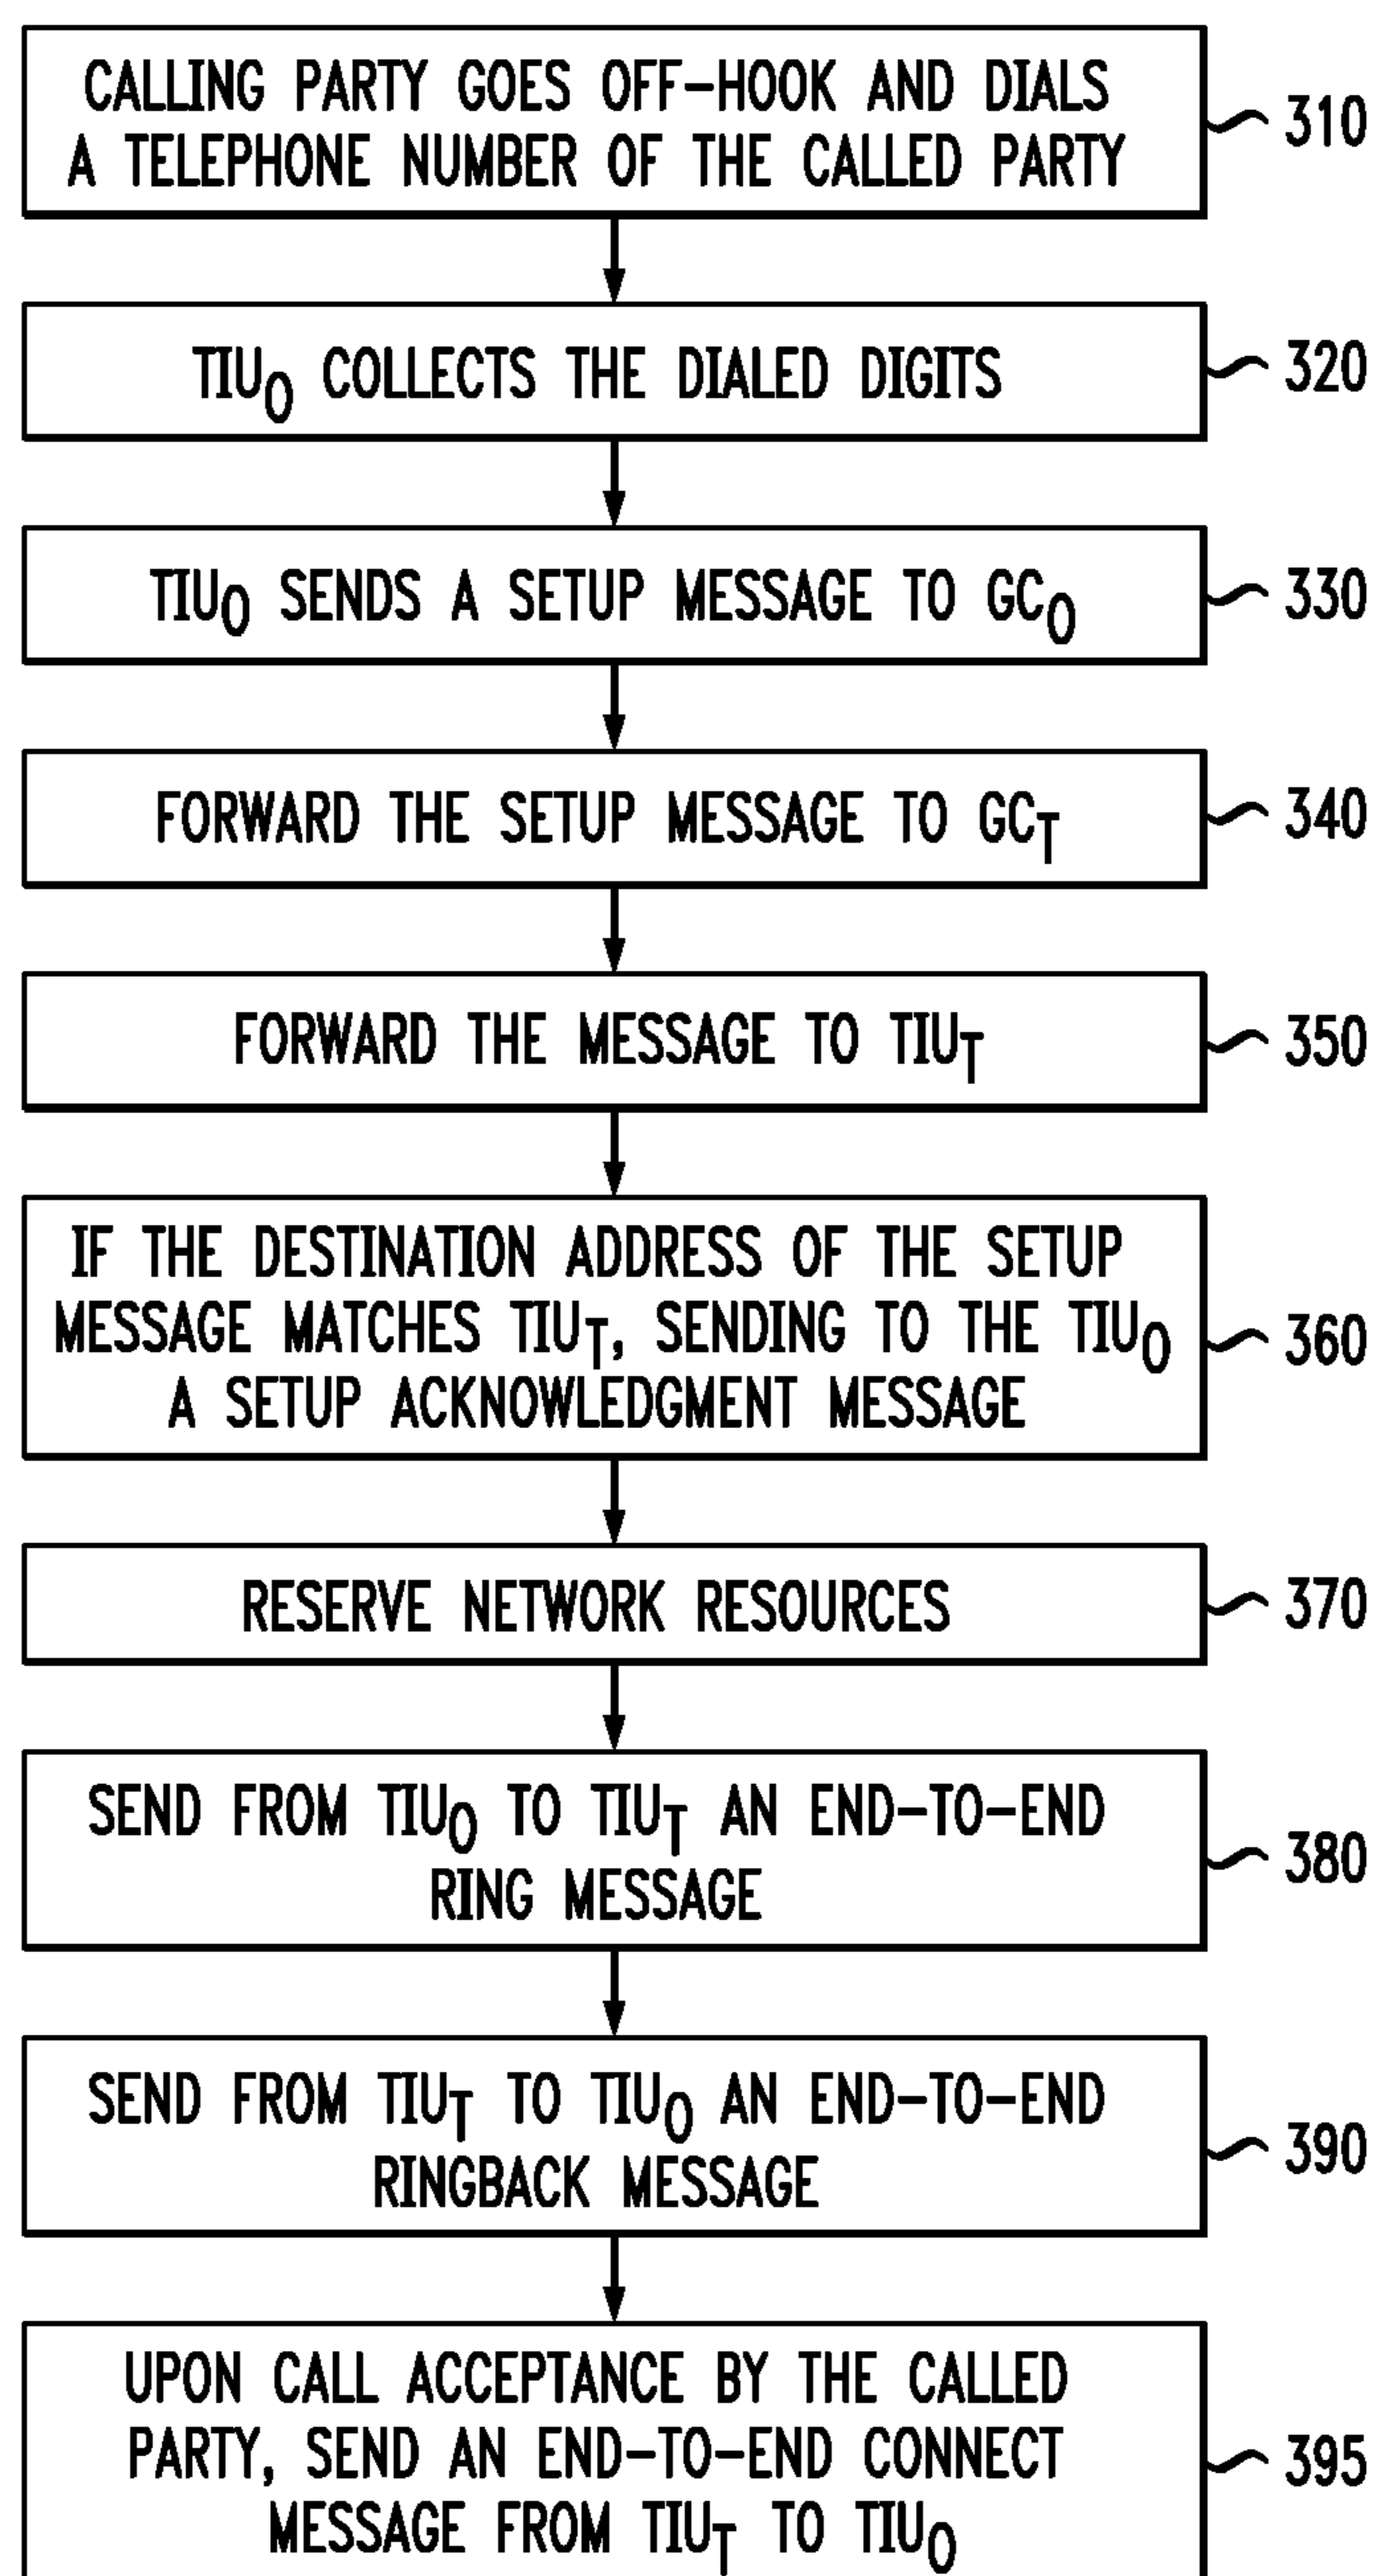 CALLING PARTY GOES OFF-HOOK AND DIALS
A TELEPHONE NUMBER OF THE CALLED PARTY
310
TIUO COLLECTS THE DIALED DIGITS
320
TIUO SENDS A SETUP MESSAGE TO GCO
330
FORWARD THE SETUP MESSAGE TO GCT
340
FORWARD THE MESSAGE TO TIUT
350
IF THE DESTINATION ADDRESS OF THE SETUP
MESSAGE MATCHES TIUT, SENDING TO THE TIUO
A SETUP ACKNOWLEDGMENT MESSAGE
360
RESERVE NETWORK RESOURCES
370
SEND FROM TIUO TO TIUT AN END-TO-END
RING MESSAGE
380
SEND FROM TIUT TO TIUO AN END-TO-END
RINGBACK MESSAGE
390
UPON CALL ACCEPTANCE BY THE CALLED
PARTY, SEND AN END-TO-END CONNECT
MESSAGE FROM TIUT TO TIUO
395